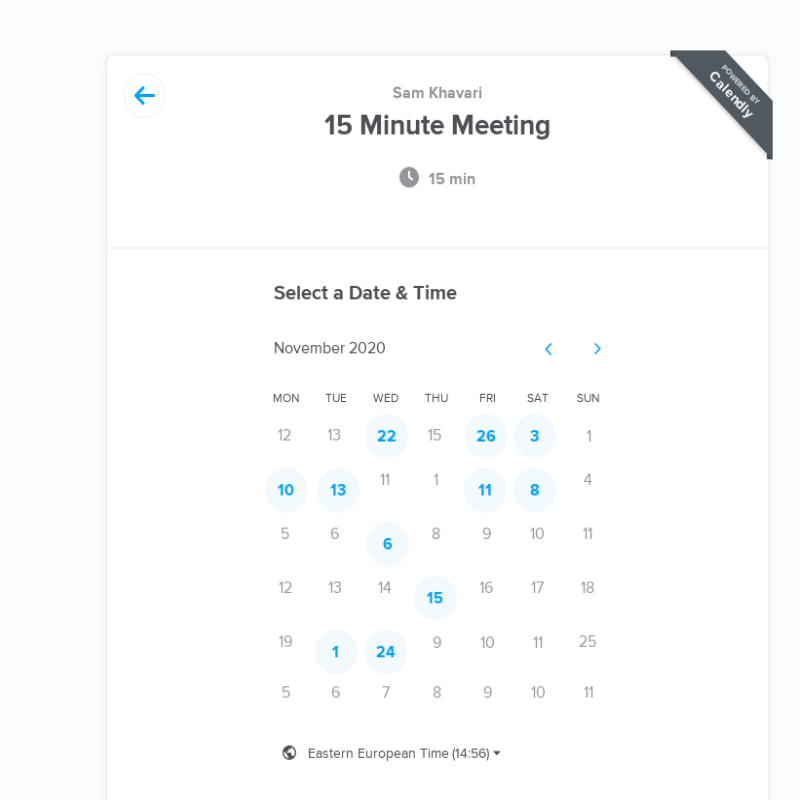 Sam Khavari
15 Minute Meeting
15 min
POWERED BY
Calendly
Select a Date & Time
November 2020
MON TUE WED THU FRI SAT SUN
12 13 22 15 26 3 1
10 13 11 1 11 8 4
5 6 6 8 9 10 11
12 13 14 15 16 17 18
19 1 24 9 10 11 25
5 6 7 8 9 10 11
Eastern European Time (14:56)